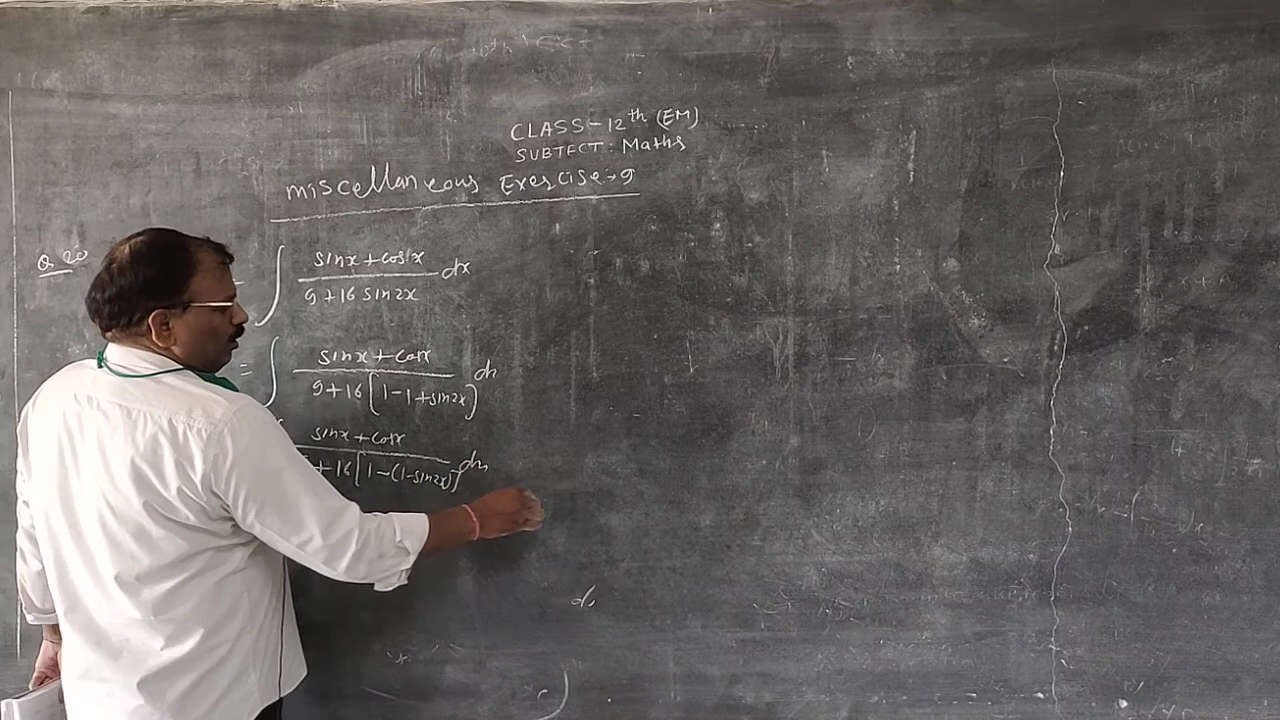 CLASS-12th (EM)
SUBTECT: Maths
miscellaneous Exercise-9
Q 20
∫ sinx+cosx / 9+16 sin2x dx
= ∫ sinx+cosx / 9+16[1-1+sin2x] dx
sinx+cosx / +16[1-(1-sin2x)] dx